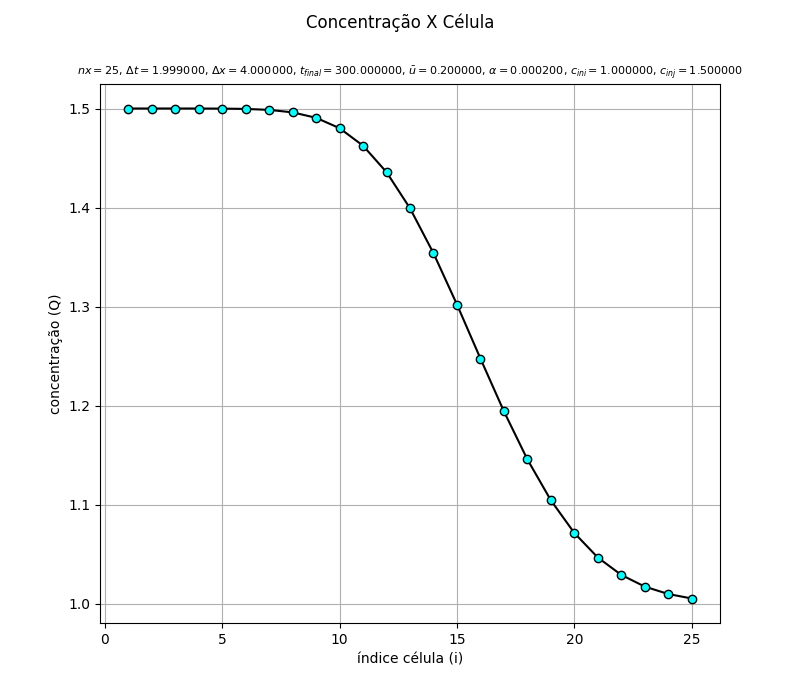 Concentração X Célula
nx = 25, Δt = 1.999000, Δx = 4.000000, t_final = 300.000000, ū = 0.200000, α = 0.000200, c_ini = 1.000000, c_inj = 1.500000
1.5
1.4
1.3
1.2
1.1
1.0
concentração (Q)
0 5 10 15 20 25
índice célula (i)